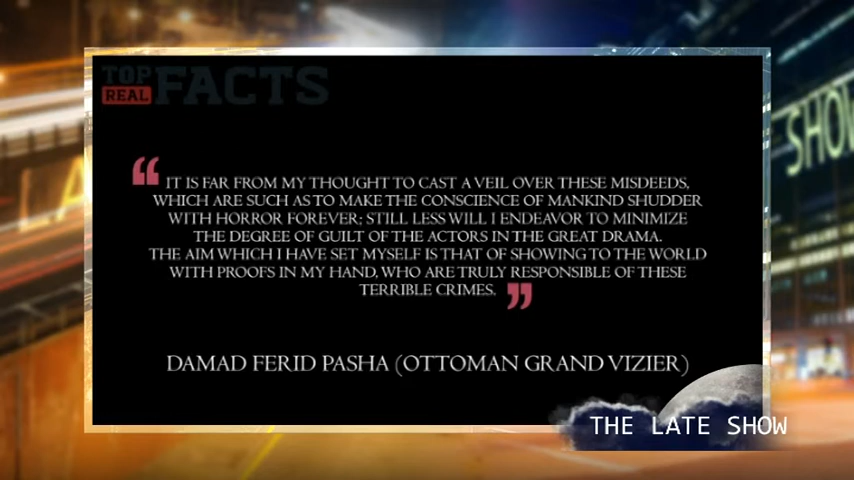 TOP
REAL
FACTS
“ IT IS FAR FROM MY THOUGHT TO CAST A VEIL OVER THESE MISDEEDS,
WHICH ARE SUCH AS TO MAKE THE CONSCIENCE OF MANKIND SHUDDER
WITH HORROR FOREVER; STILL LESS WILL I ENDEAVOR TO MINIMIZE
THE DEGREE OF GUILT OF THE ACTORS IN THE GREAT DRAMA.
THE AIM WHICH I HAVE SET MYSELF IS THAT OF SHOWING TO THE WORLD
WITH PROOFS IN MY HAND, WHO ARE TRULY RESPONSIBLE OF THESE
TERRIBLE CRIMES. ”
DAMAD FERID PASHA (OTTOMAN GRAND VIZIER)
SHOW
THE LATE SHOW